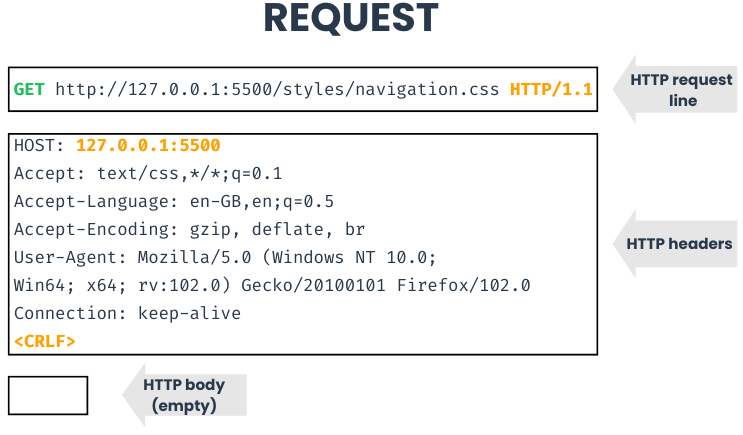 REQUEST
GET http://127.0.0.1:5500/styles/navigation.css HTTP/1.1
HTTP request
line
HOST: 127.0.0.1:5500
Accept: text/css,*/*;q=0.1
Accept-Language: en-GB,en;q=0.5
Accept-Encoding: gzip, deflate, br
User-Agent: Mozilla/5.0 (Windows NT 10.0;
Win64; x64; rv:102.0) Gecko/20100101 Firefox/102.0
Connection: keep-alive
<CRLF>
HTTP headers
HTTP body
(empty)